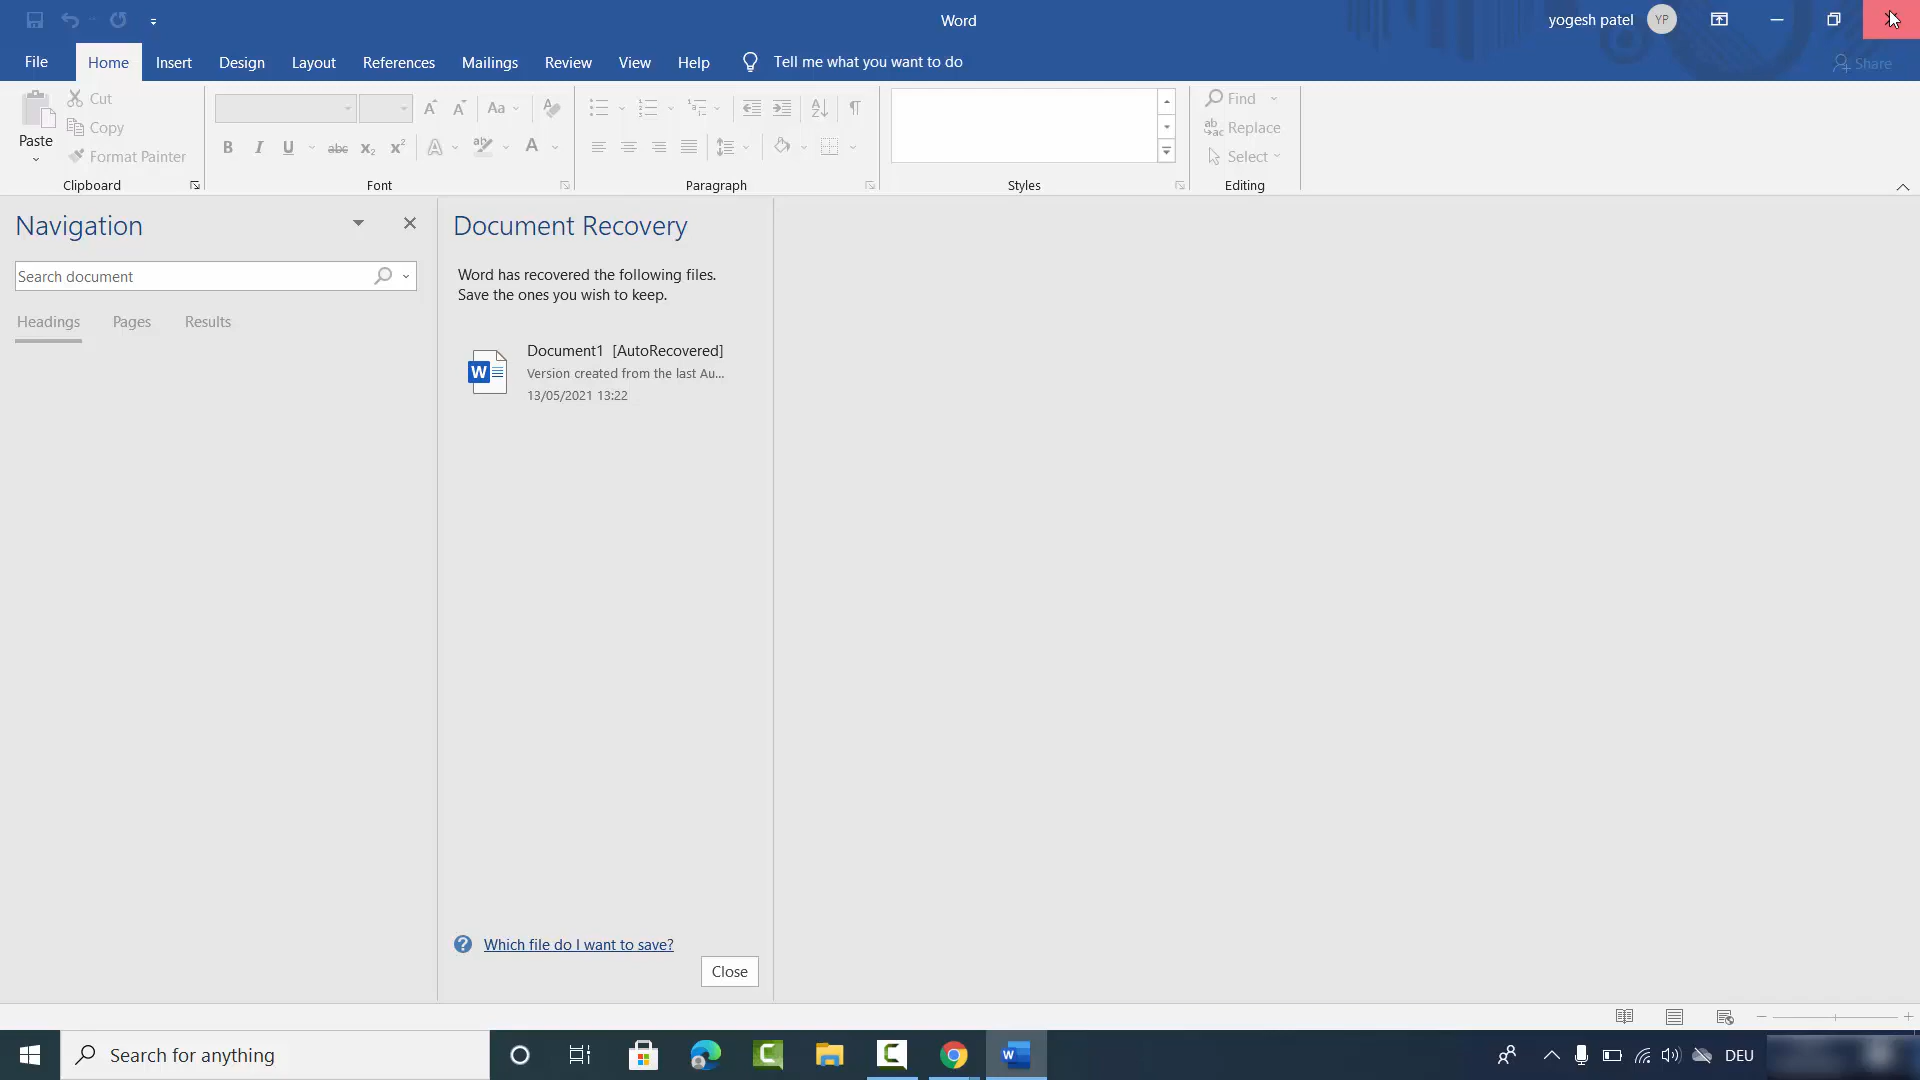 Word
yogesh patel
YP
File
Home
Insert
Design
Layout
References
Mailings
Review
View
Help
Tell me what you want to do
Share
Paste
Cut
Copy
Format Painter
Clipboard
Aa
B I U abc x₂ x²
A
Font
Paragraph
Styles
Find
Replace
Select
Editing
Navigation
Search document
Headings
Pages
Results
Document Recovery
Word has recovered the following files.
Save the ones you wish to keep.
Document1 [AutoRecovered]
Version created from the last Au...
13/05/2021 13:22
Which file do I want to save?
Close
Search for anything
DEU